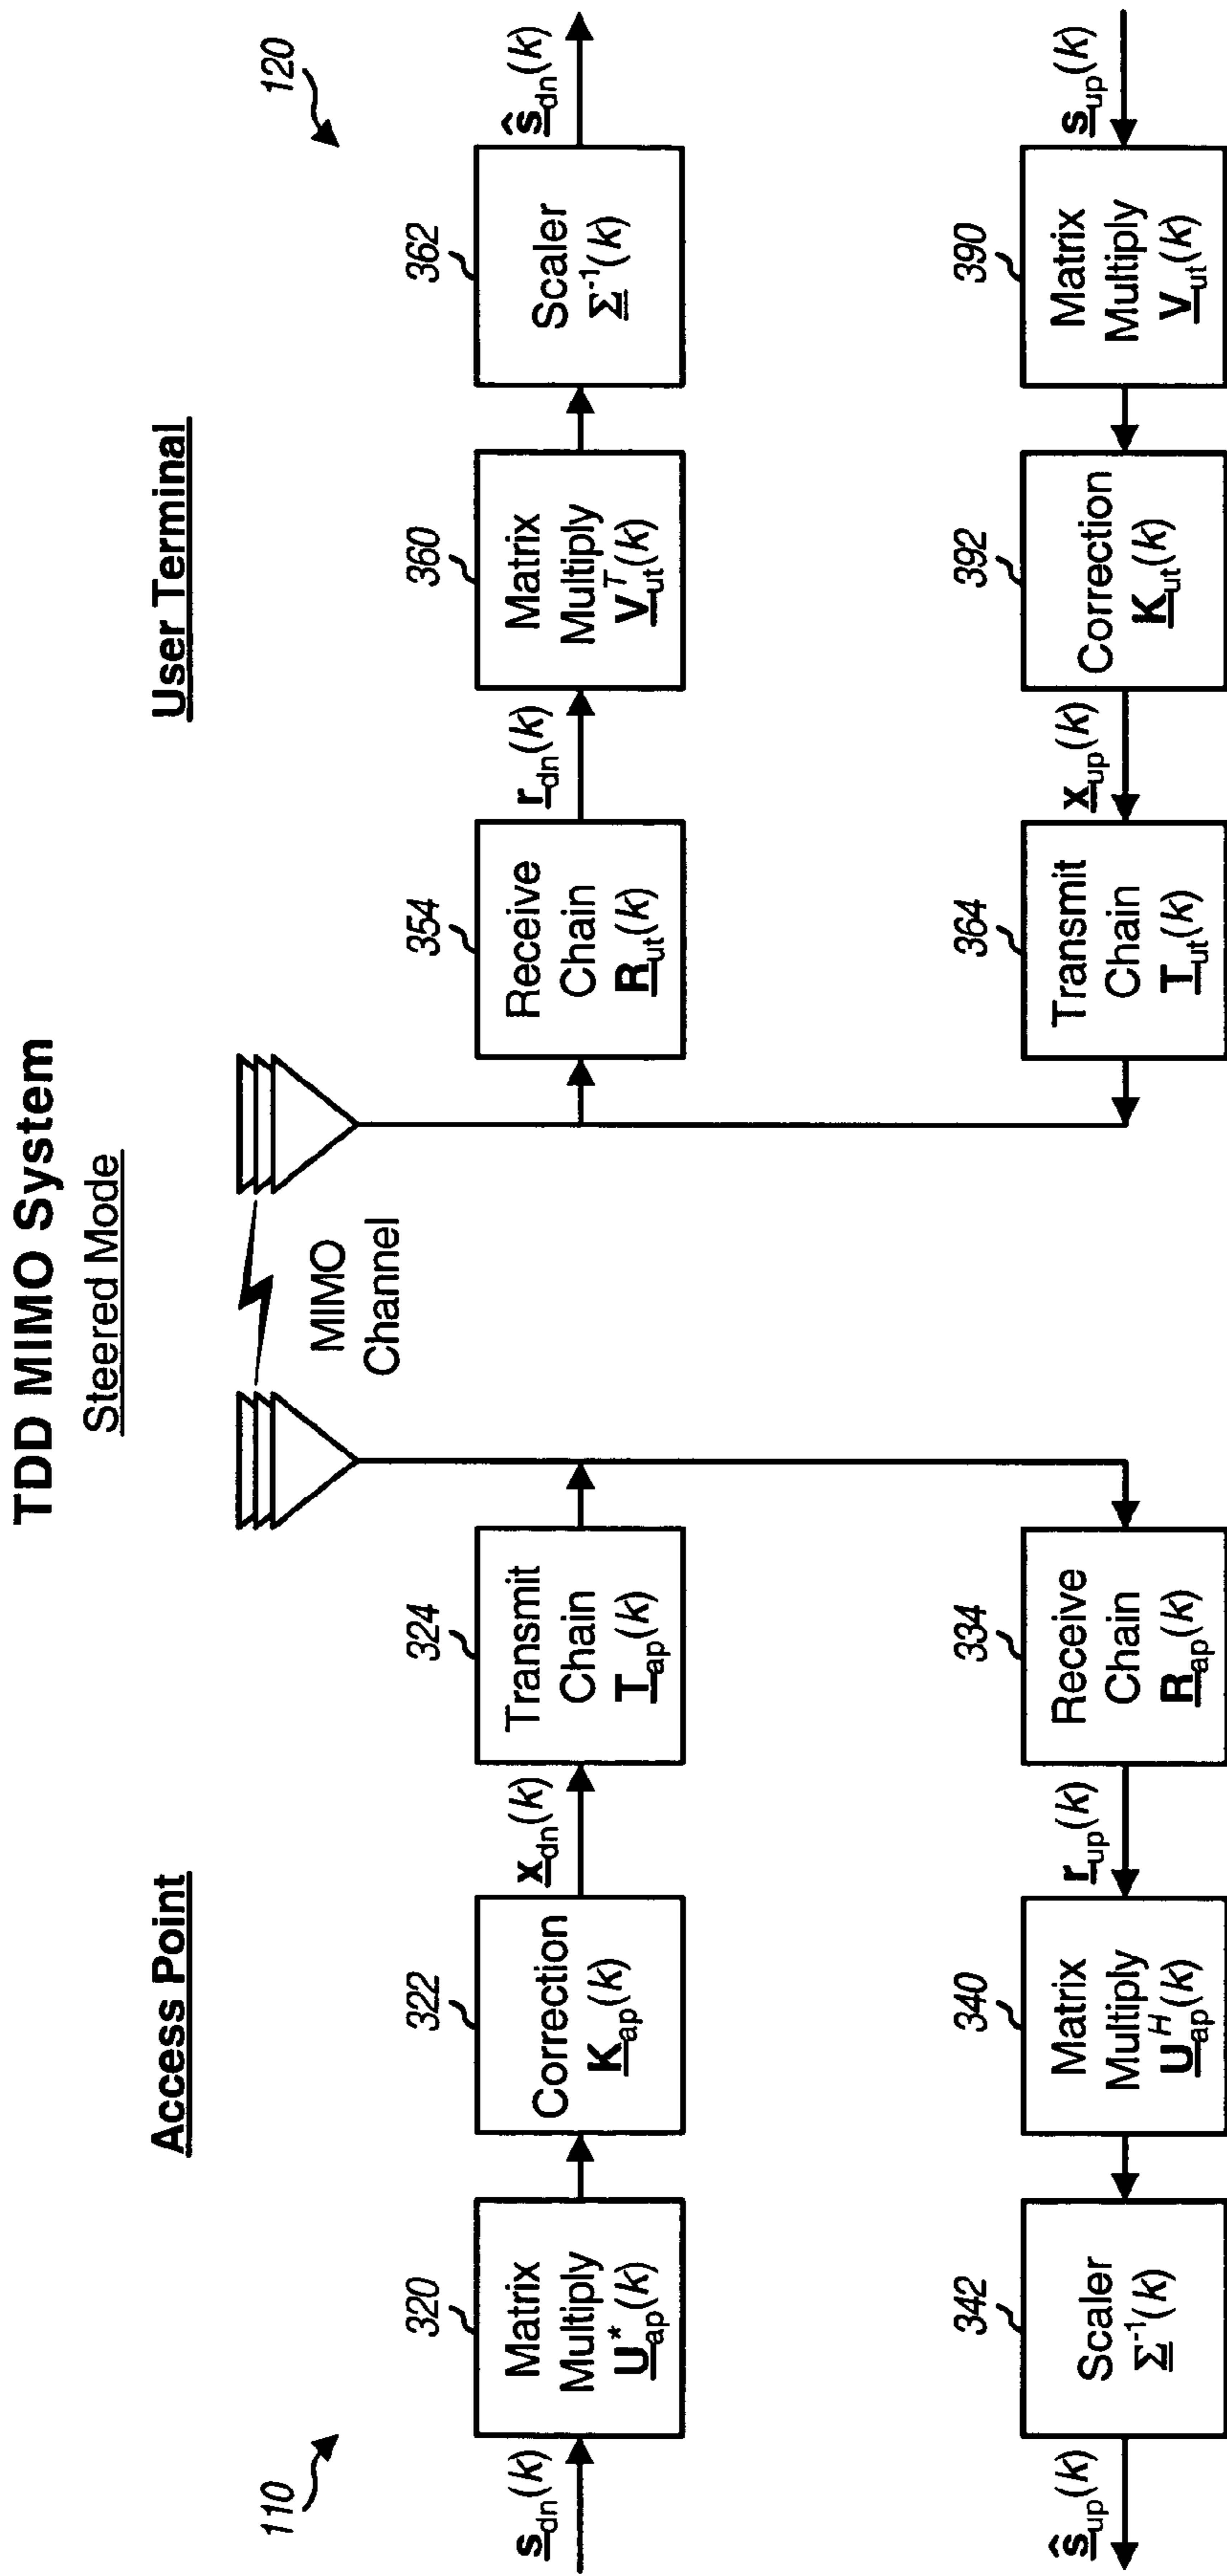 TDD MIMO System
Steered Mode
Access Point
User Terminal
110
120
MIMO
Channel
s_dn(k)
320
Matrix
Multiply
U*_ap(k)
322
Correction
K_ap(k)
x_dn(k)
324
Transmit
Chain
T_ap(k)
354
Receive
Chain
R_ut(k)
r_dn(k)
360
Matrix
Multiply
V^T_ut(k)
362
Scaler
Σ^-1(k)
ŝ_dn(k)
ŝ_up(k)
342
Scaler
Σ^-1(k)
340
Matrix
Multiply
U^H_ap(k)
r_up(k)
334
Receive
Chain
R_ap(k)
364
Transmit
Chain
T_ut(k)
x_up(k)
392
Correction
K_ut(k)
390
Matrix
Multiply
V_ut(k)
s_up(k)